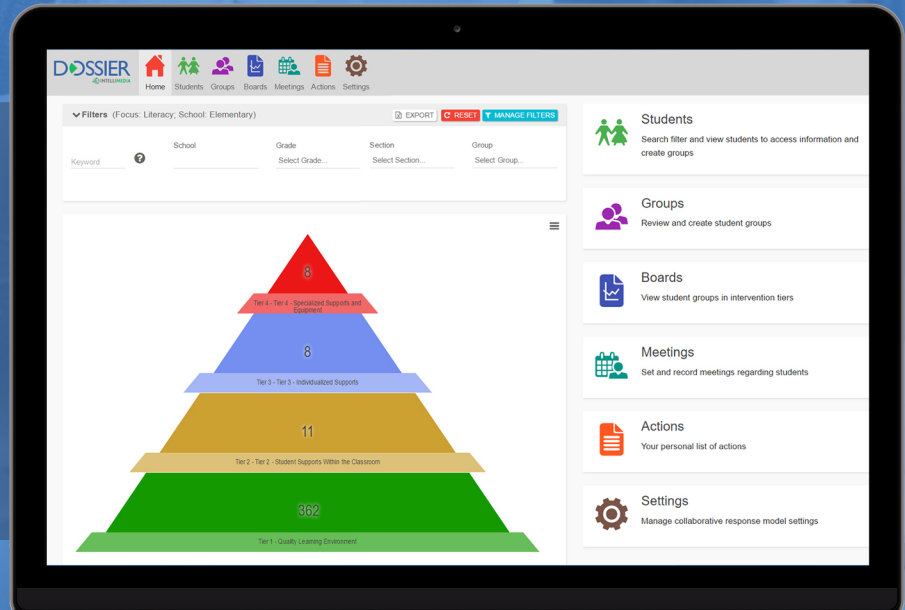 DOSSIER
INTELLIMEDIA
Home
Students
Groups
Boards
Meetings
Actions
Settings
Filters (Focus: Literacy; School: Elementary)
EXPORT
RESET
MANAGE FILTERS
Keyword
?
School
Grade
Select Grade...
Section
Select Section...
Group
Select Group...
8
Tier 4 - Tier 4 - Specialized Supports and
Equipment
8
Tier 3 - Tier 3 - Individualized Supports
11
Tier 2 - Tier 2 - Student Supports Within the Classroom
362
Tier 1 - Quality Learning Environment
Students
Search filter and view students to access information and
create groups
Groups
Review and create student groups
Boards
View student groups in intervention tiers
Meetings
Set and record meetings regarding students
Actions
Your personal list of actions
Settings
Manage collaborative response model settings